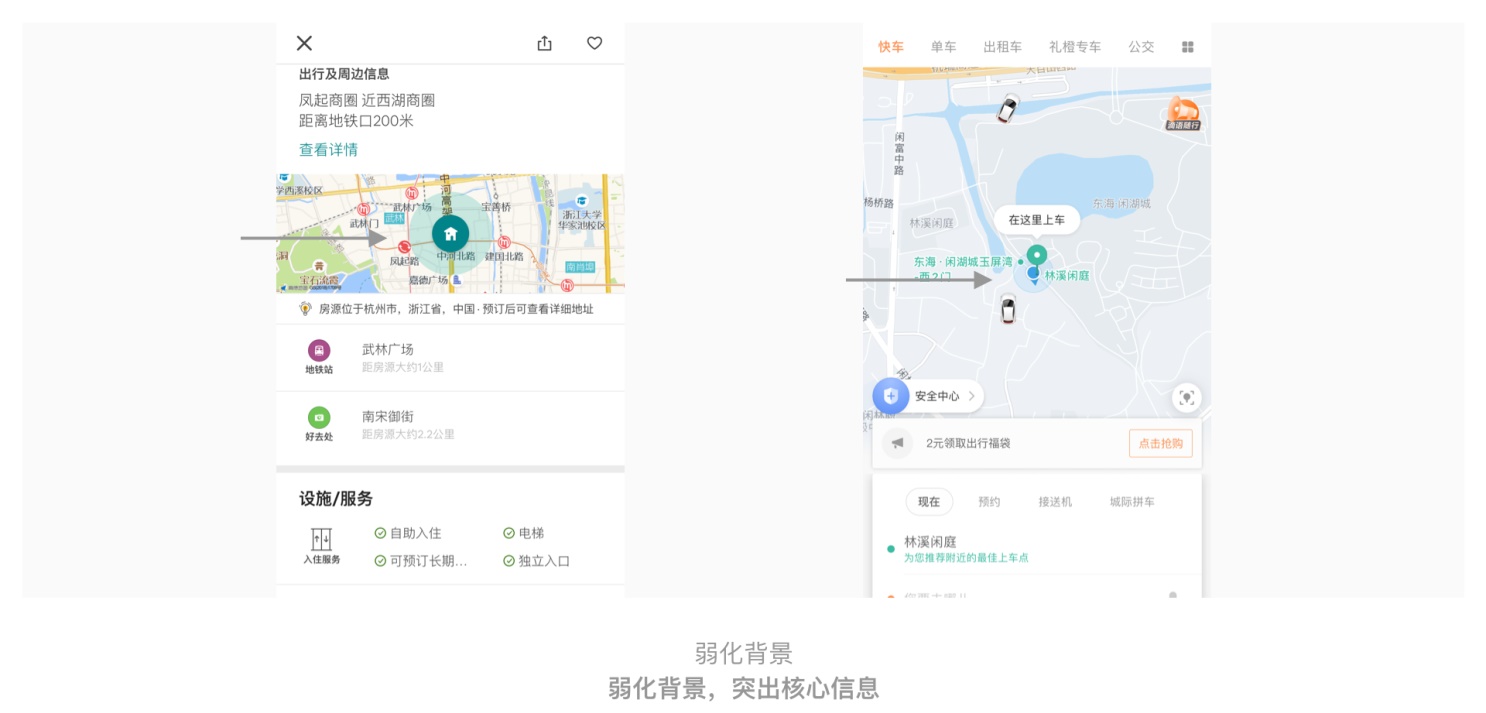 出行及周边信息
凤起商圈 近西湖商圈
距离地铁口200米
查看详情
学西溪校区
中河高架
武林广场
宝善桥
武林
武林门
浙江大学
华家池校区
凤起路
中河北路
建国北路
宝石流霞
嘉德广场
房源位于杭州市，浙江省，中国 · 预订后可查看详细地址
地铁站
武林广场
距房源大约1公里
好去处
南宋御街
距房源大约2.2公里
设施/服务
入住服务
自助入住
电梯
可预订长期...
独立入口
快车
单车
出租车
礼橙专车
公交
闲富中路
杨桥路
林溪闲庭
东海·闲湖城
在这里上车
东海·闲湖城玉屏湾
-西2门
林溪闲庭
安全中心
2元领取出行福袋
点击抢购
现在
预约
接送机
城际拼车
林溪闲庭
为您推荐附近的最佳上车点
弱化背景
弱化背景，突出核心信息